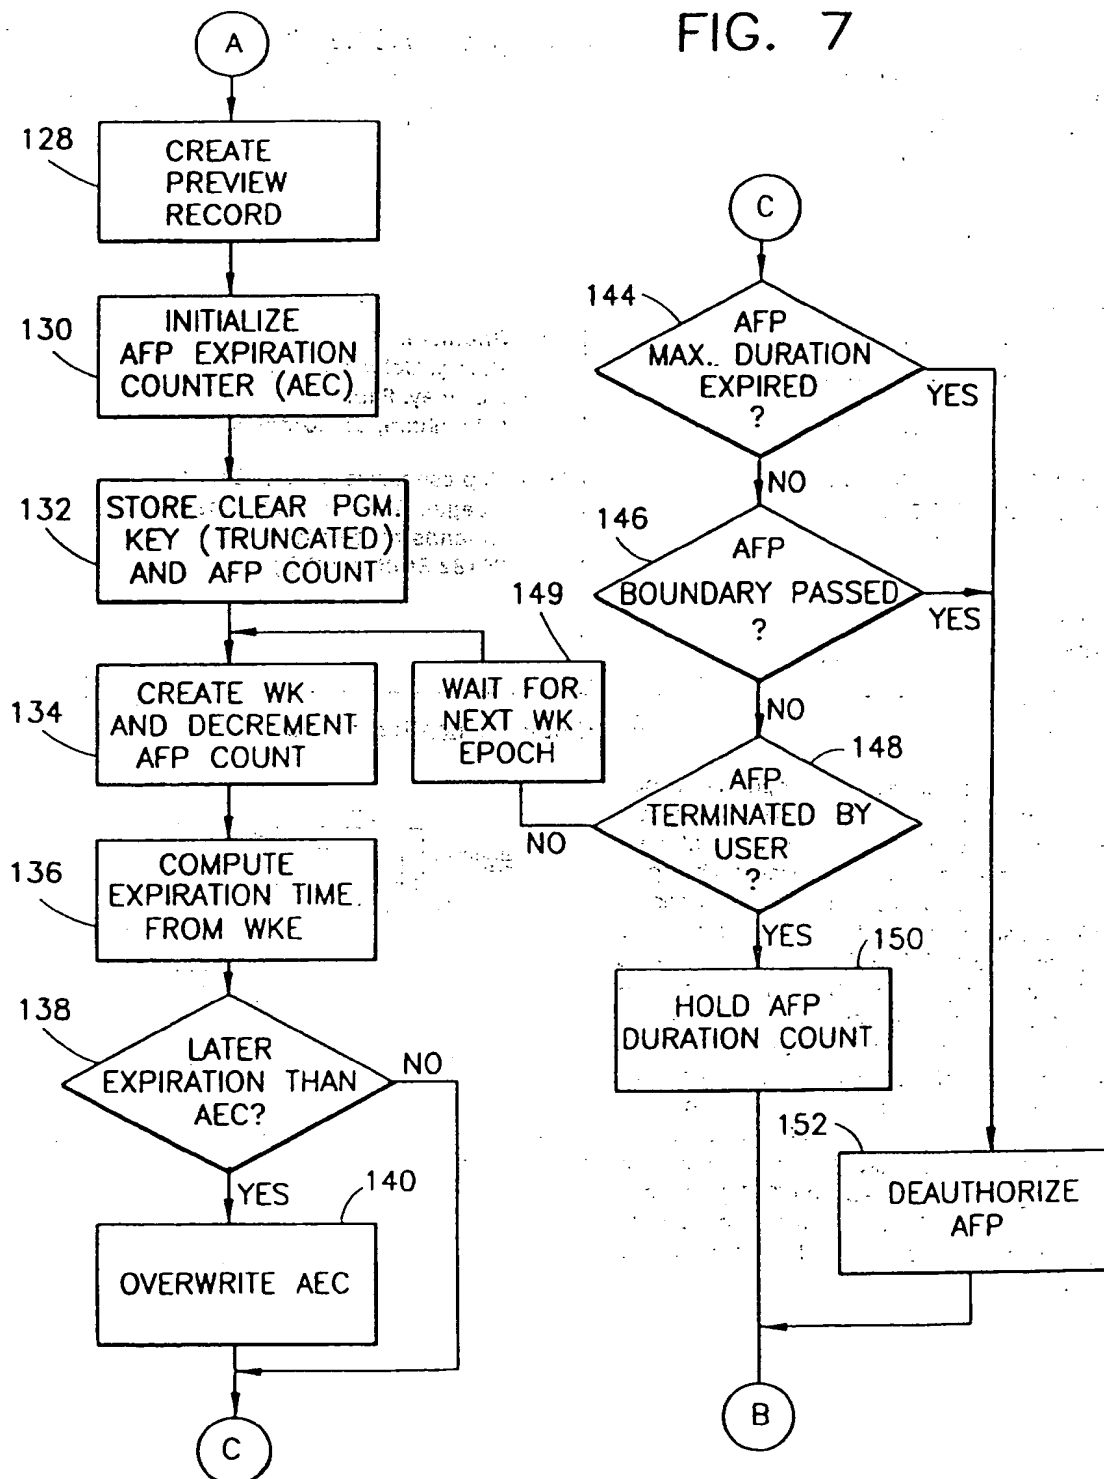 FIG. 7
A
128
CREATE
PREVIEW
RECORD
130
INITIALIZE
AFP EXPIRATION
COUNTER (AEC)
132
STORE CLEAR PGM.
KEY (TRUNCATED)
AND AFP COUNT
134
CREATE WK
AND DECREMENT
AFP COUNT
149
WAIT FOR
NEXT WK
EPOCH
136
COMPUTE
EXPIRATION TIME
FROM WKE
138
LATER
EXPIRATION THAN
AEC?
NO
YES
140
OVERWRITE AEC
C
C
144
AFP
MAX. DURATION
EXPIRED
?
YES
NO
146
AFP
BOUNDARY PASSED
?
YES
NO
148
AFP
TERMINATED BY
USER
?
NO
YES
150
HOLD AFP
DURATION COUNT
152
DEAUTHORIZE
AFP
B